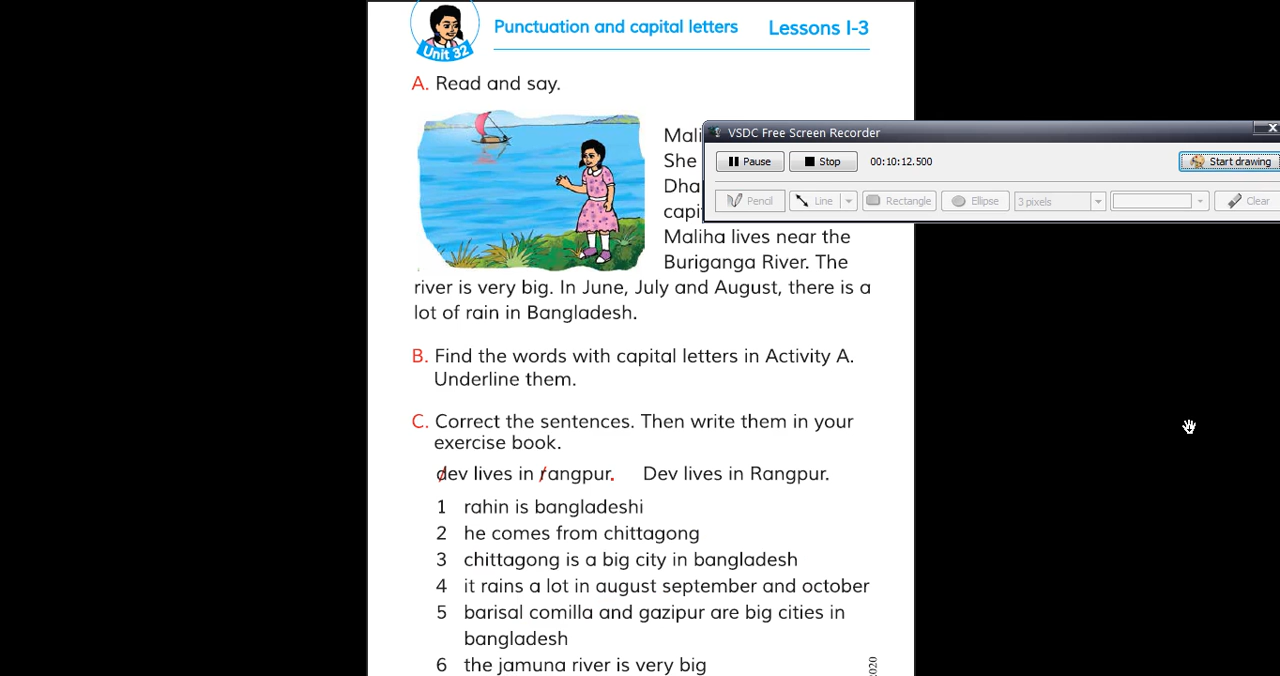 Unit 32
Punctuation and capital letters Lessons 1-3
A. Read and say.
She
Maliha lives near the
Buriganga River. The
river is very big. In June, July and August, there is a
lot of rain in Bangladesh.
B. Find the words with capital letters in Activity A.
Underline them.
C. Correct the sentences. Then write them in your
exercise book.
dev lives in rangpur. Dev lives in Rangpur.
1 rahin is bangladeshi
2 he comes from chittagong
3 chittagong is a big city in bangladesh
4 it rains a lot in august september and october
5 barisal comilla and gazipur are big cities in
bangladesh
6 the jamuna river is very big
2020
VSDC Free Screen Recorder
Pause Stop 00:10:12.500 Start drawing
Pencil Line Rectangle Ellipse 3 pixels Clear